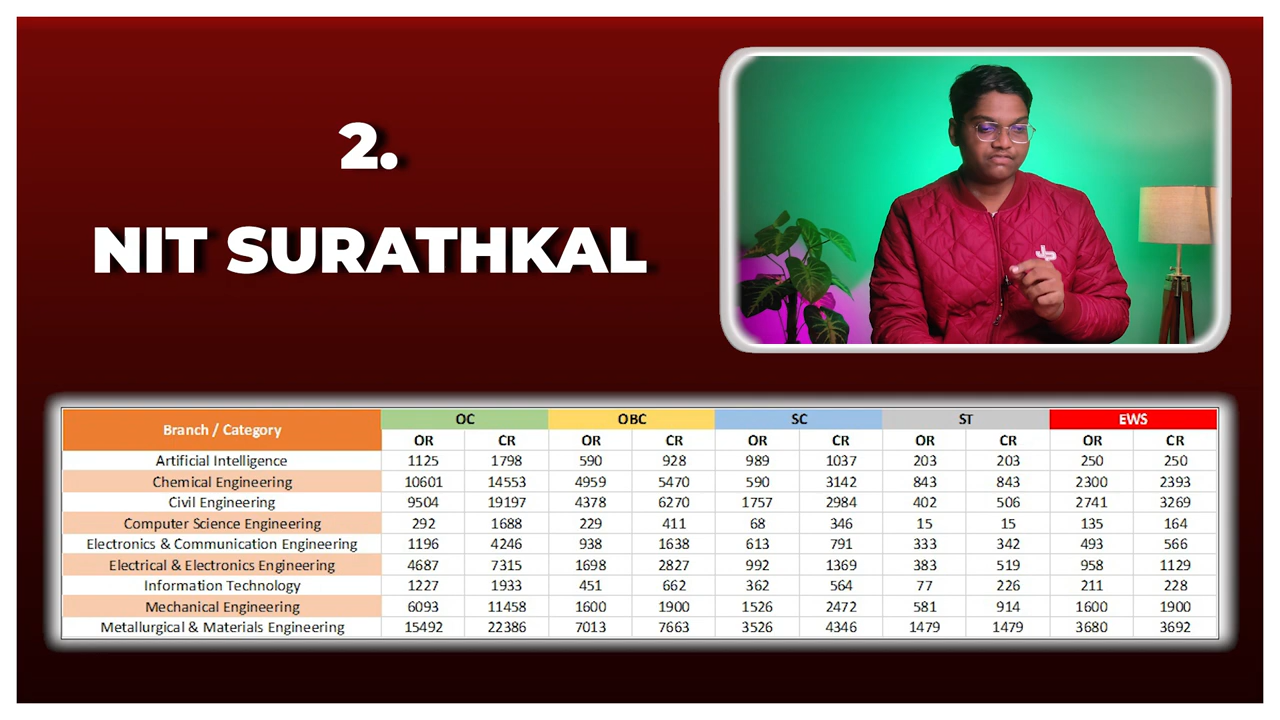 2.
NIT SURATHKAL
Branch / Category OC OBC SC ST EWS
OR CR OR CR OR CR OR CR OR CR
Artificial Intelligence 1125 1798 590 928 989 1037 203 203 250 250
Chemical Engineering 10601 14553 4959 5470 590 3142 843 843 2300 2393
Civil Engineering 9504 19197 4378 6270 1757 2984 402 506 2741 3269
Computer Science Engineering 292 1688 229 411 68 346 15 15 135 164
Electronics & Communication Engineering 1196 4246 938 1638 613 791 333 342 493 566
Electrical & Electronics Engineering 4687 7315 1698 2827 992 1369 383 519 958 1129
Information Technology 1227 1933 451 662 362 564 77 226 211 228
Mechanical Engineering 6093 11458 1600 1900 1526 2472 581 914 1600 1900
Metallurgical & Materials Engineering 15492 22386 7013 7663 3526 4346 1479 1479 3680 3692